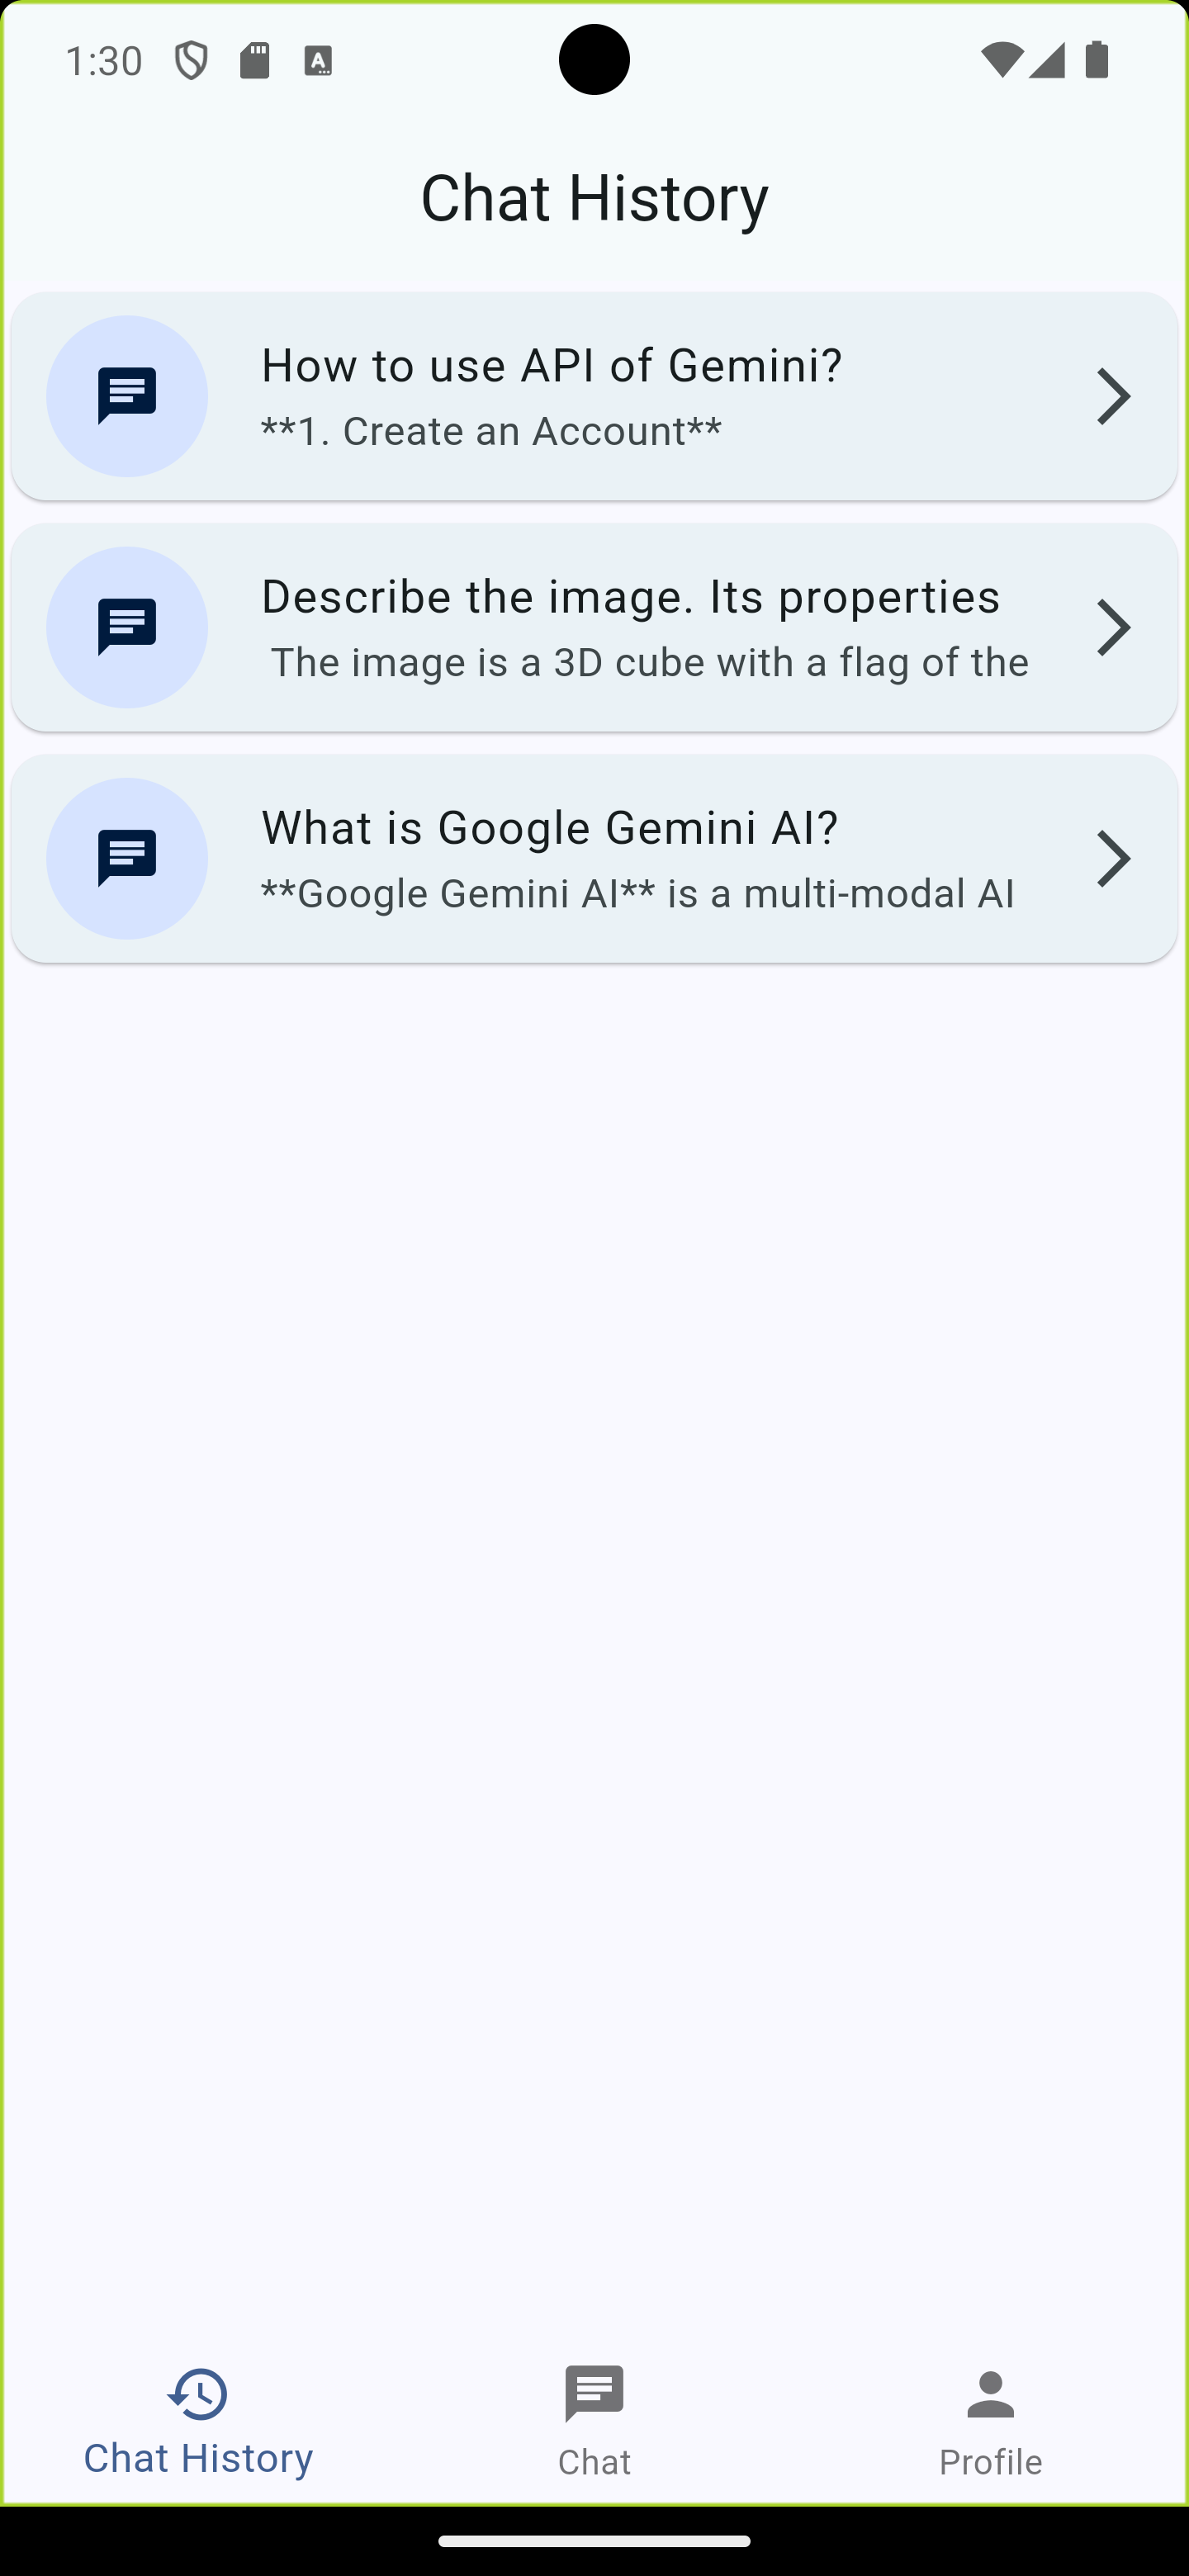 1:30
Chat History
How to use API of Gemini?
**1. Create an Account**
Describe the image. Its properties
The image is a 3D cube with a flag of the
What is Google Gemini AI?
**Google Gemini AI** is a multi-modal AI
Chat History
Chat
Profile